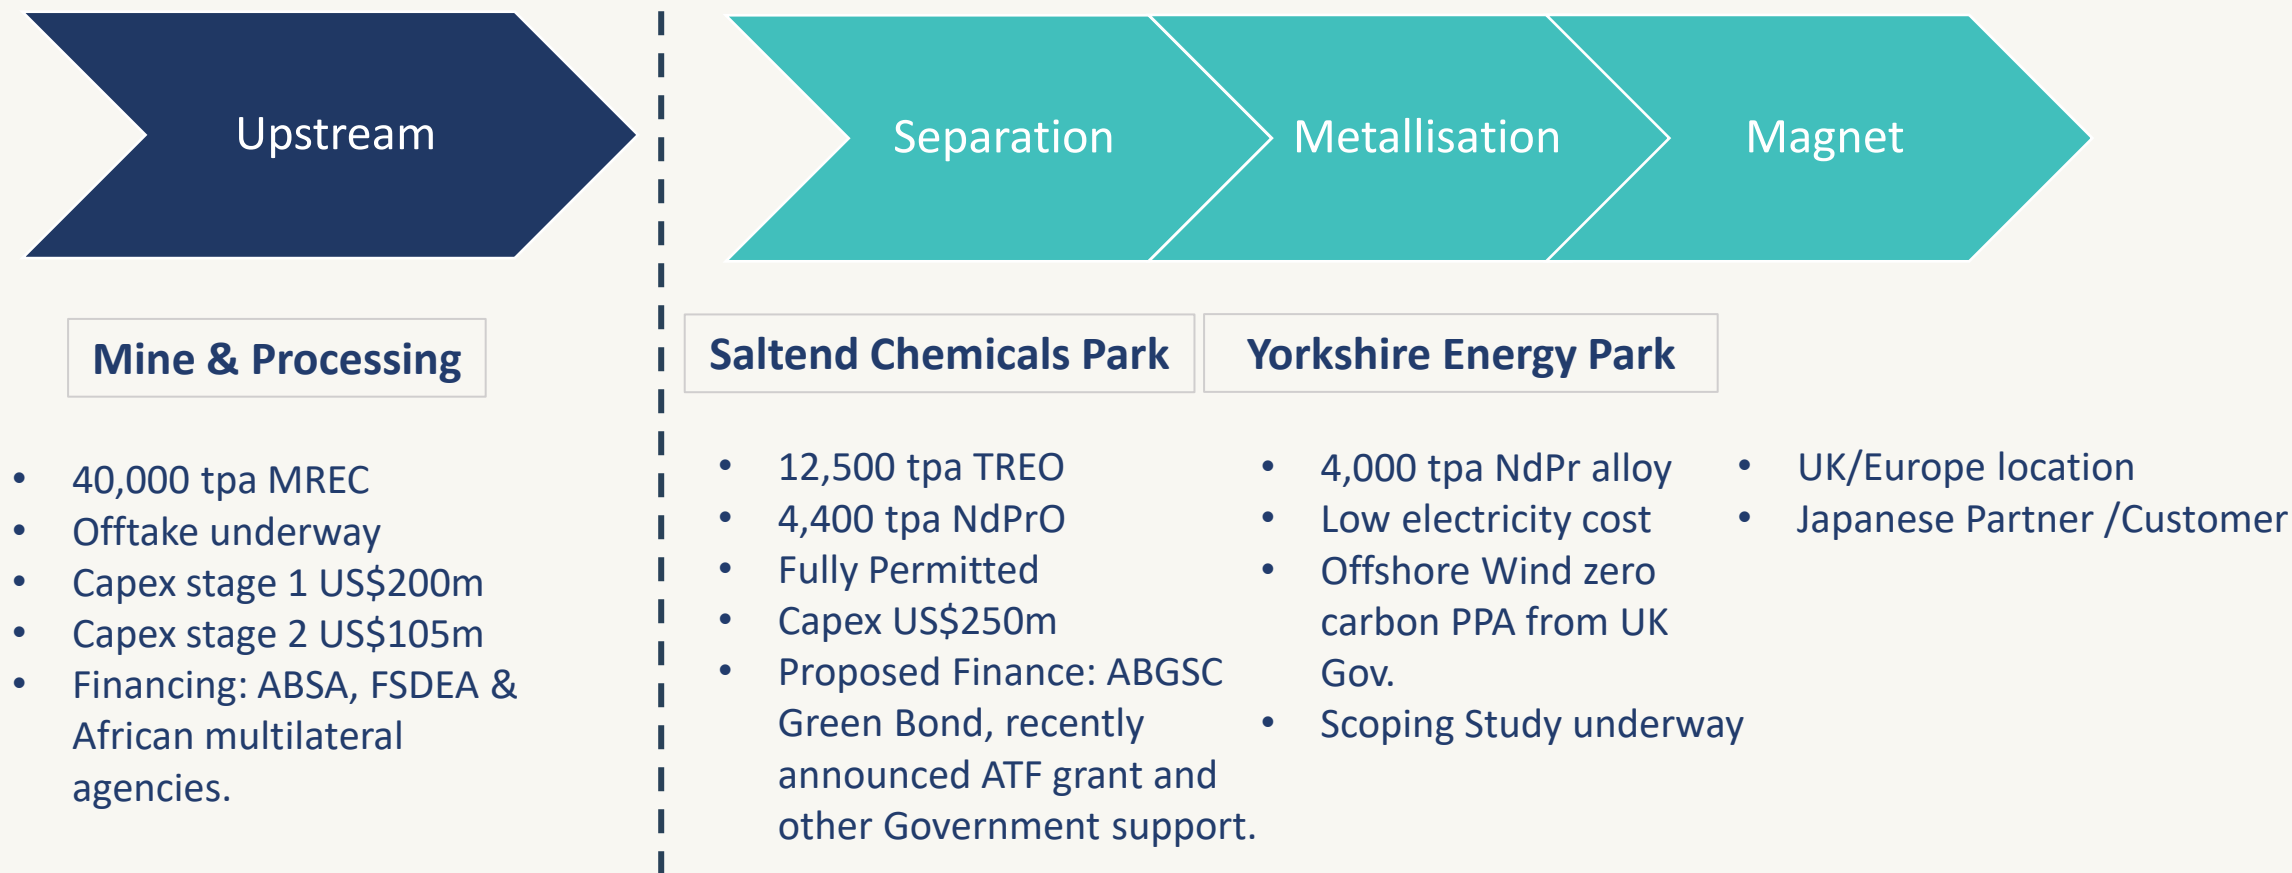 Upstream
Separation
Metallisation
Magnet
Mine & Processing
• 40,000 tpa MREC
• Offtake underway
• Capex stage 1 US$200m
• Capex stage 2 US$105m
• Financing: ABSA, FSDEA &
African multilateral
agencies.
Saltend Chemicals Park
• 12,500 tpa TREO
• 4,400 tpa NdPrO
• Fully Permitted
• Capex US$250m
• Proposed Finance: ABGSC
Green Bond, recently
announced ATF grant and
other Government support.
Yorkshire Energy Park
• 4,000 tpa NdPr alloy
• Low electricity cost
• Offshore Wind zero
carbon PPA from UK
Gov.
• Scoping Study underway
• UK/Europe location
• Japanese Partner /Customer